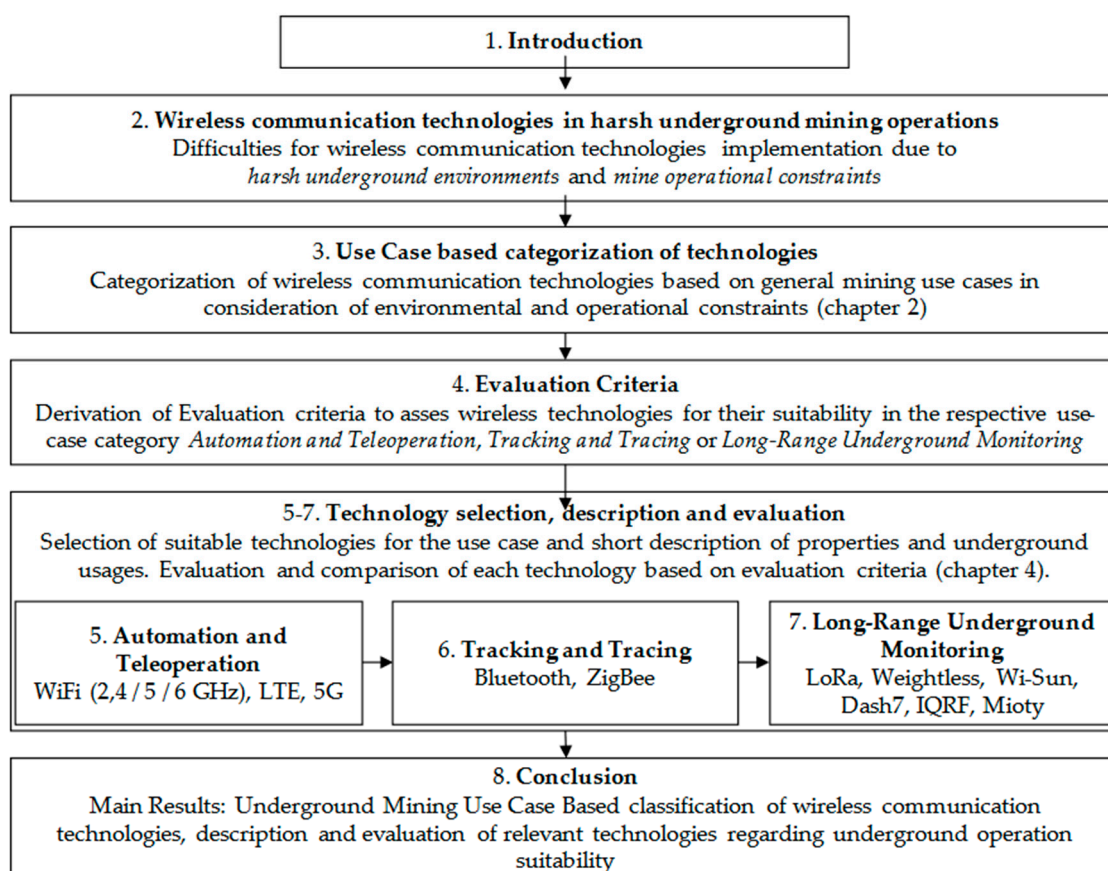 1. Introduction
2. Wireless communication technologies in harsh underground mining operations
Difficulties for wireless communication technologies implementation due to
harsh underground environments and mine operational constraints
3. Use Case based categorization of technologies
Categorization of wireless communication technologies based on general mining use cases in
consideration of environmental and operational constraints (chapter 2)
4. Evaluation Criteria
Derivation of Evaluation criteria to asses wireless technologies for their suitability in the respective use-
case category Automation and Teleoperation, Tracking and Tracing or Long-Range Underground Monitoring
5-7. Technology selection, description and evaluation
Selection of suitable technologies for the use case and short description of properties and underground
usages. Evaluation and comparison of each technology based on evaluation criteria (chapter 4).
5. Automation and
Teleoperation
WiFi (2,4 / 5 / 6 GHz), LTE, 5G
6. Tracking and Tracing
Bluetooth, ZigBee
7. Long-Range Underground
Monitoring
LoRa, Weightless, Wi-Sun,
Dash7, IQRF, Mioty
8. Conclusion
Main Results: Underground Mining Use Case Based classification of wireless communication
technologies, description and evaluation of relevant technologies regarding underground operation
suitability